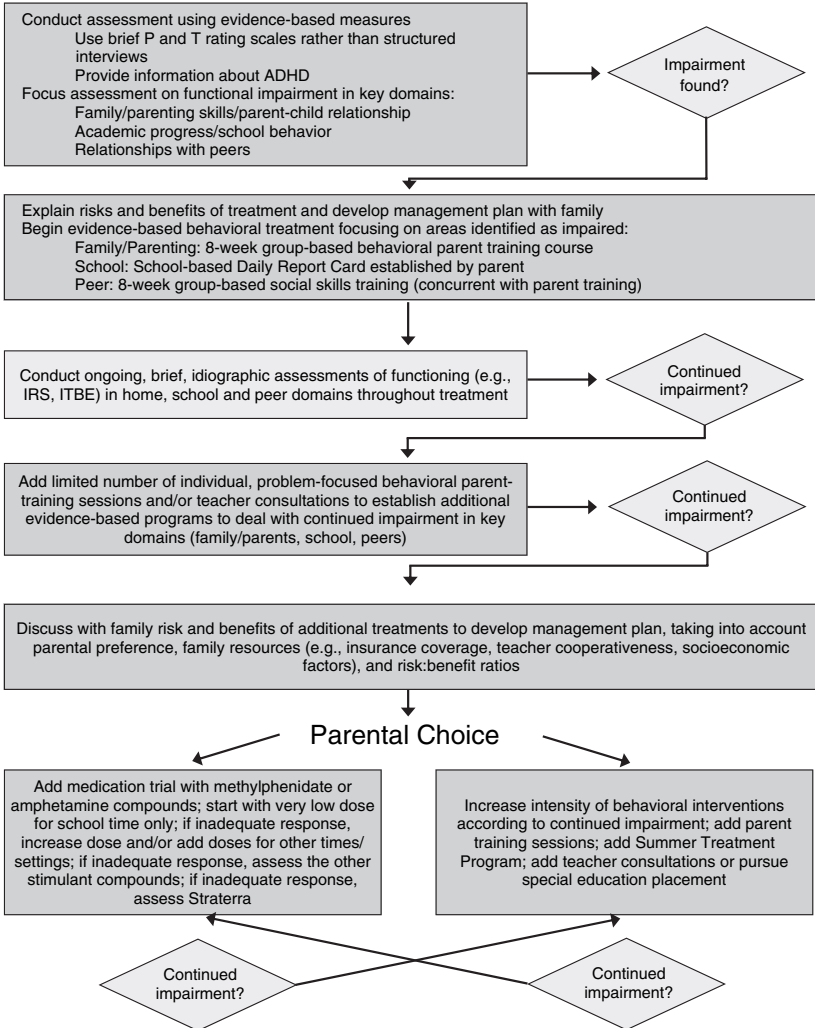 Conduct assessment using evidence-based measures
Use brief P and T rating scales rather than structured
interviews
Provide information about ADHD
Focus assessment on functional impairment in key domains:
Family/parenting skills/parent-child relationship
Academic progress/school behavior
Relationships with peers
Impairment
found?
Explain risks and benefits of treatment and develop management plan with family
Begin evidence-based behavioral treatment focusing on areas identified as impaired:
Family/Parenting: 8-week group-based behavioral parent training course
School: School-based Daily Report Card established by parent
Peer: 8-week group-based social skills training (concurrent with parent training)
Conduct ongoing, brief, idiographic assessments of functioning (e.g.,
IRS, ITBE) in home, school and peer domains throughout treatment
Continued
impairment?
Add limited number of individual, problem-focused behavioral parent-
training sessions and/or teacher consultations to establish additional
evidence-based programs to deal with continued impairment in key
domains (family/parents, school, peers)
Continued
impairment?
Discuss with family risk and benefits of additional treatments to develop management plan, taking into account
parental preference, family resources (e.g., insurance coverage, teacher cooperativeness, socioeconomic
factors), and risk:benefit ratios
Parental Choice
Add medication trial with methylphenidate or
amphetamine compounds; start with very low dose
for school time only; if inadequate response,
increase dose and/or add doses for other times/
settings; if inadequate response, assess the other
stimulant compounds; if inadequate response,
assess Straterra
Increase intensity of behavioral interventions
according to continued impairment; add parent
training sessions; add Summer Treatment
Program; add teacher consultations or pursue
special education placement
Continued
impairment?
Continued
impairment?